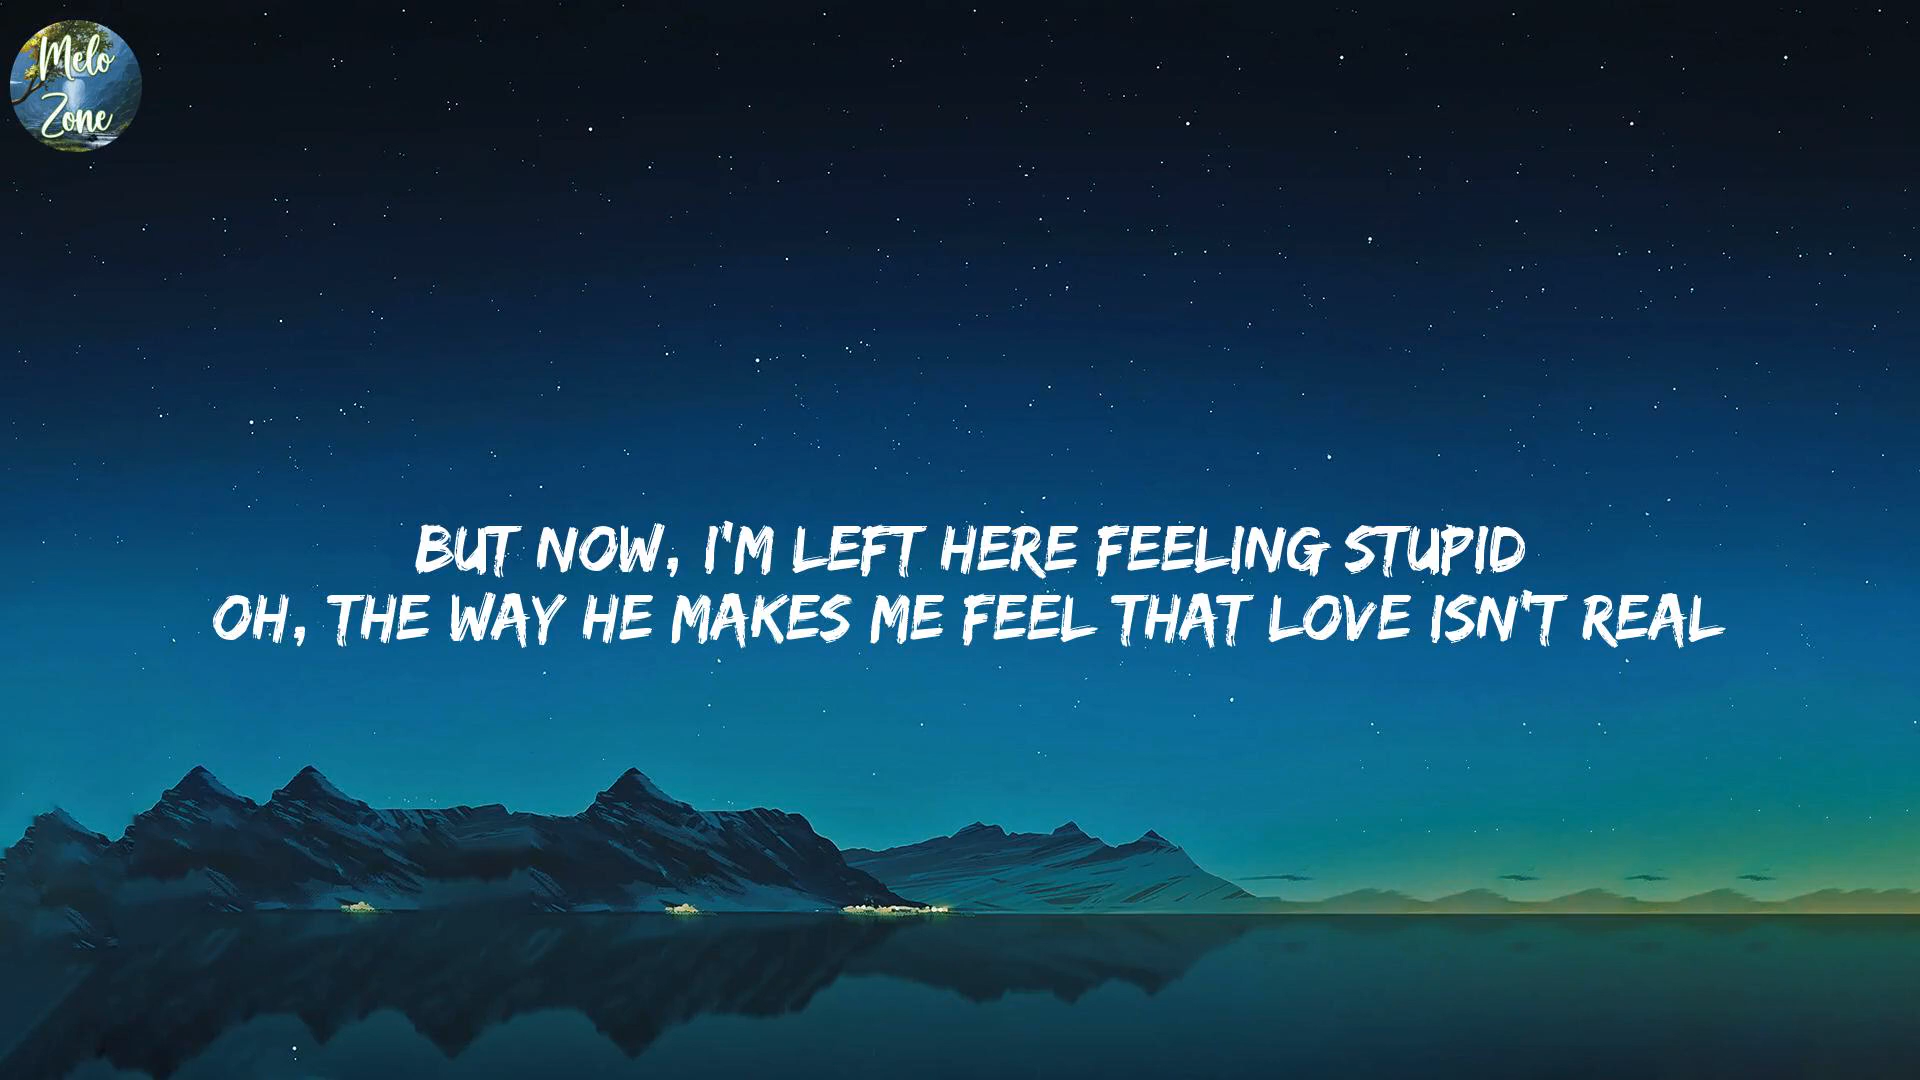 Melo
Zone
BUT NOW, I'M LEFT HERE FEELING STUPID
OH, THE WAY HE MAKES ME FEEL THAT LOVE ISN'T REAL